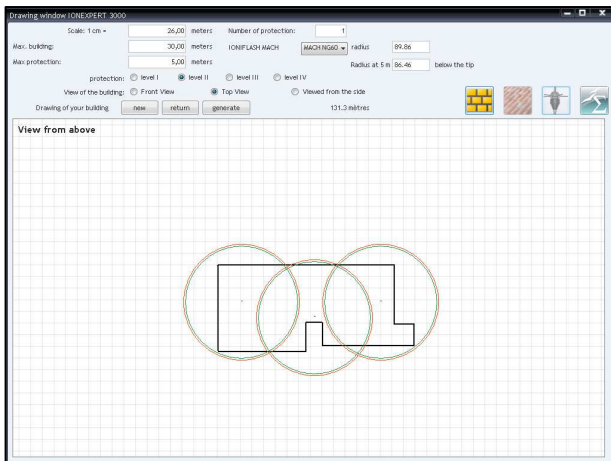 Drawing window IONEXPERT 3000
Scale: 1 cm = 26,00 meters Number of protection: 1
Max. building: 30,00 meters IONIFLASH MACH MACH NG60 radius 89.86
Max protection: 5,00 meters Radius at 5 m 86.46 below the tip
protection: level I level II level III level IV
View of the building: Front View Top View Viewed from the side
Drawing of your building new return generate 131.3 mètres
View from above